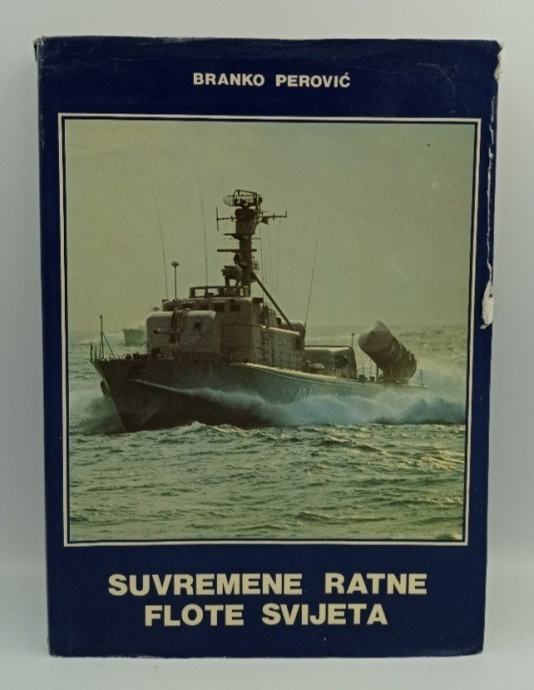 BRANKO PEROVIĆ
SUVREMENE RATNE
FLOTE SVIJETA